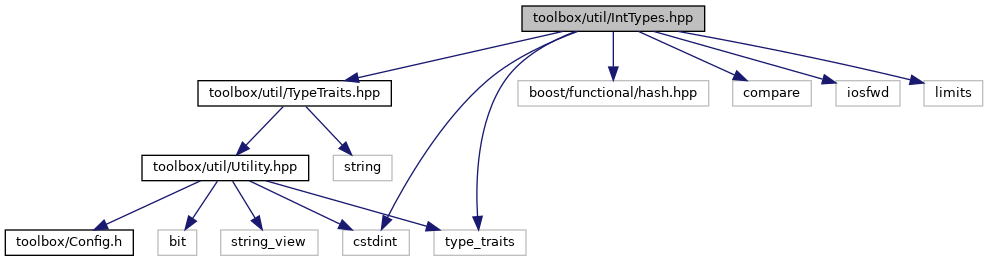 toolbox/util/IntTypes.hpp
toolbox/util/TypeTraits.hpp
boost/functional/hash.hpp
compare
iosfwd
limits
toolbox/util/Utility.hpp
string
toolbox/Config.h
bit
string_view
cstdint
type_traits